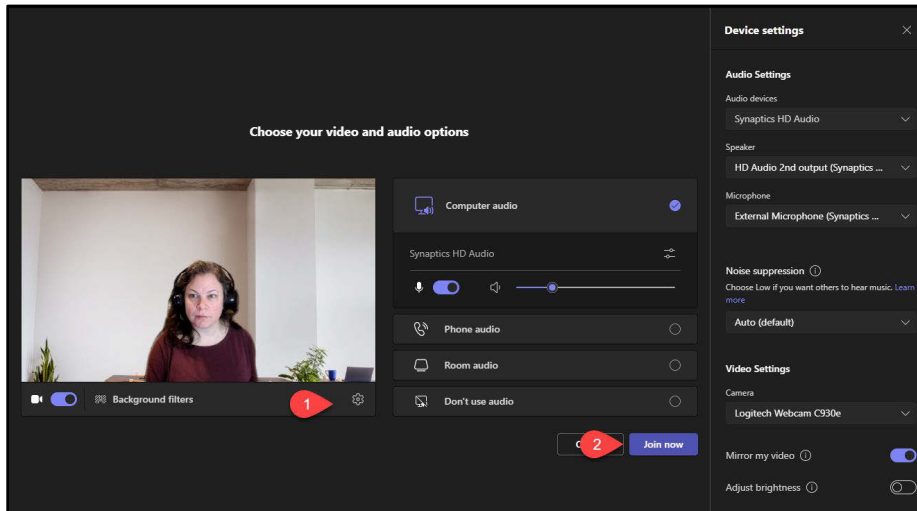 Choose your video and audio options
Background filters
1
Computer audio
Synaptics HD Audio
Phone audio
Room audio
Don't use audio
2
Join now
Device settings
Audio Settings
Audio devices
Synaptics HD Audio
Speaker
HD Audio 2nd output (Synaptics ...
Microphone
External Microphone (Synaptics ...
Noise suppression
Choose Low if you want others to hear music. Learn
more
Auto (default)
Video Settings
Camera
Logitech Webcam C930e
Mirror my video
Adjust brightness